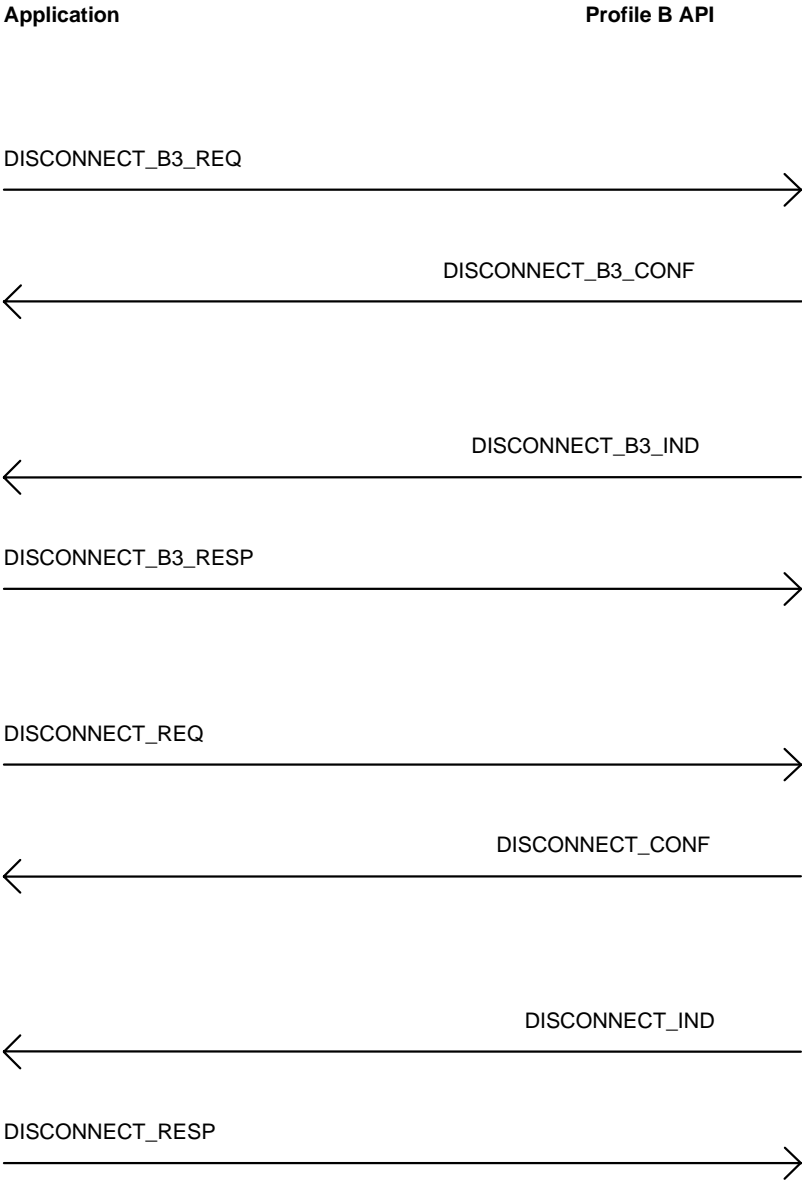 Application Profile B API
DISCONNECT_B3_REQ
DISCONNECT_B3_CONF
DISCONNECT_B3_IND
DISCONNECT_B3_RESP
DISCONNECT_REQ
DISCONNECT_CONF
DISCONNECT_IND
DISCONNECT_RESP